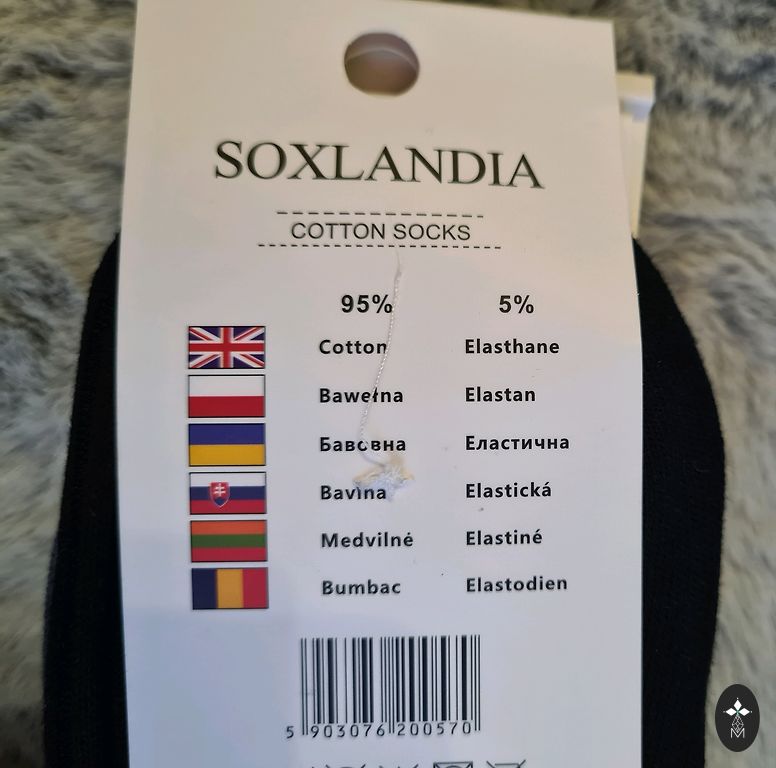 SOXLANDIA
COTTON SOCKS
95% 5%
Cotton Elasthane
Bawełna Elastan
Бавовна Еластична
Bavlna Elastická
Medvilnė Elastinė
Bumbac Elastodien
5 903076 200570
M